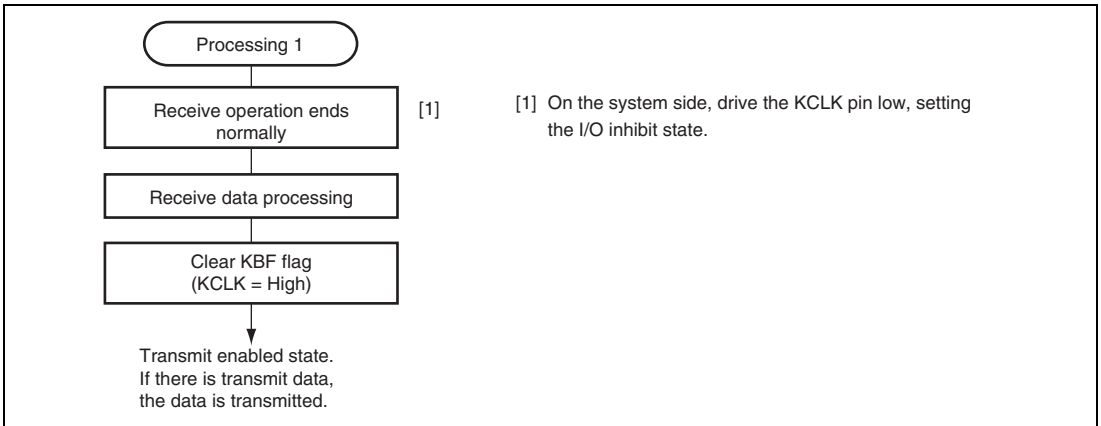 Processing 1
Receive operation ends
normally
[1]
[1] On the system side, drive the KCLK pin low, setting
the I/O inhibit state.
Receive data processing
Clear KBF flag
(KCLK = High)
Transmit enabled state.
If there is transmit data,
the data is transmitted.